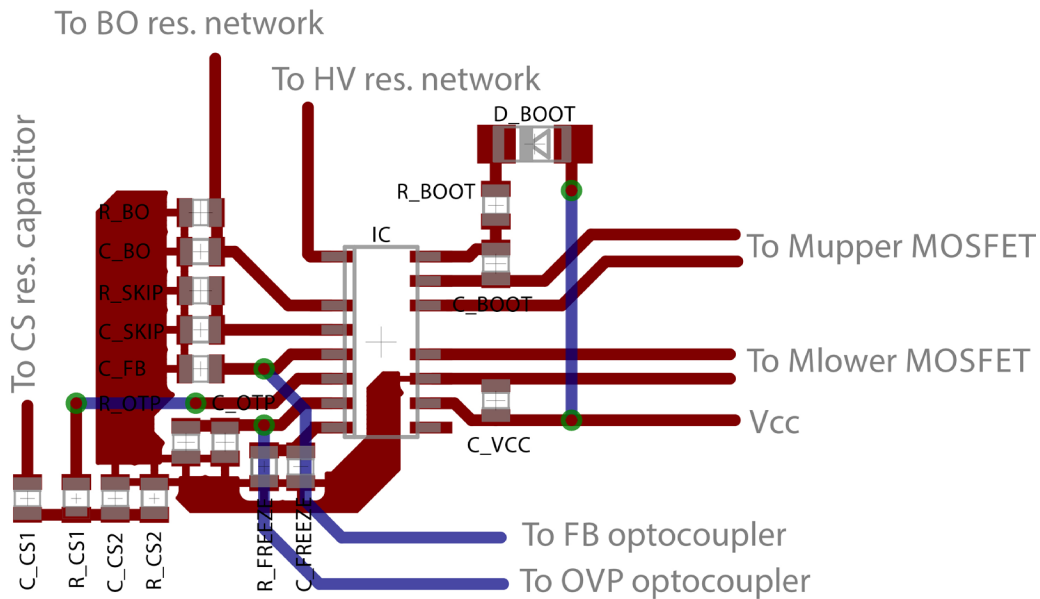 To BO res. network
To HV res. network
D_BOOT
To CS res. capacitor
R_BOOT
R_BO
IC
To Mupper MOSFET
C_BO
R_SKIP
C_BOOT
C_SKIP
To Mlower MOSFET
C_FB
R_OTP
C_OTP
Vcc
C_VCC
To FB optocoupler
C_CS1
R_CS1
C_CS2
R_CS2
R_FREEZE
C_FREEZE
To OVP optocoupler